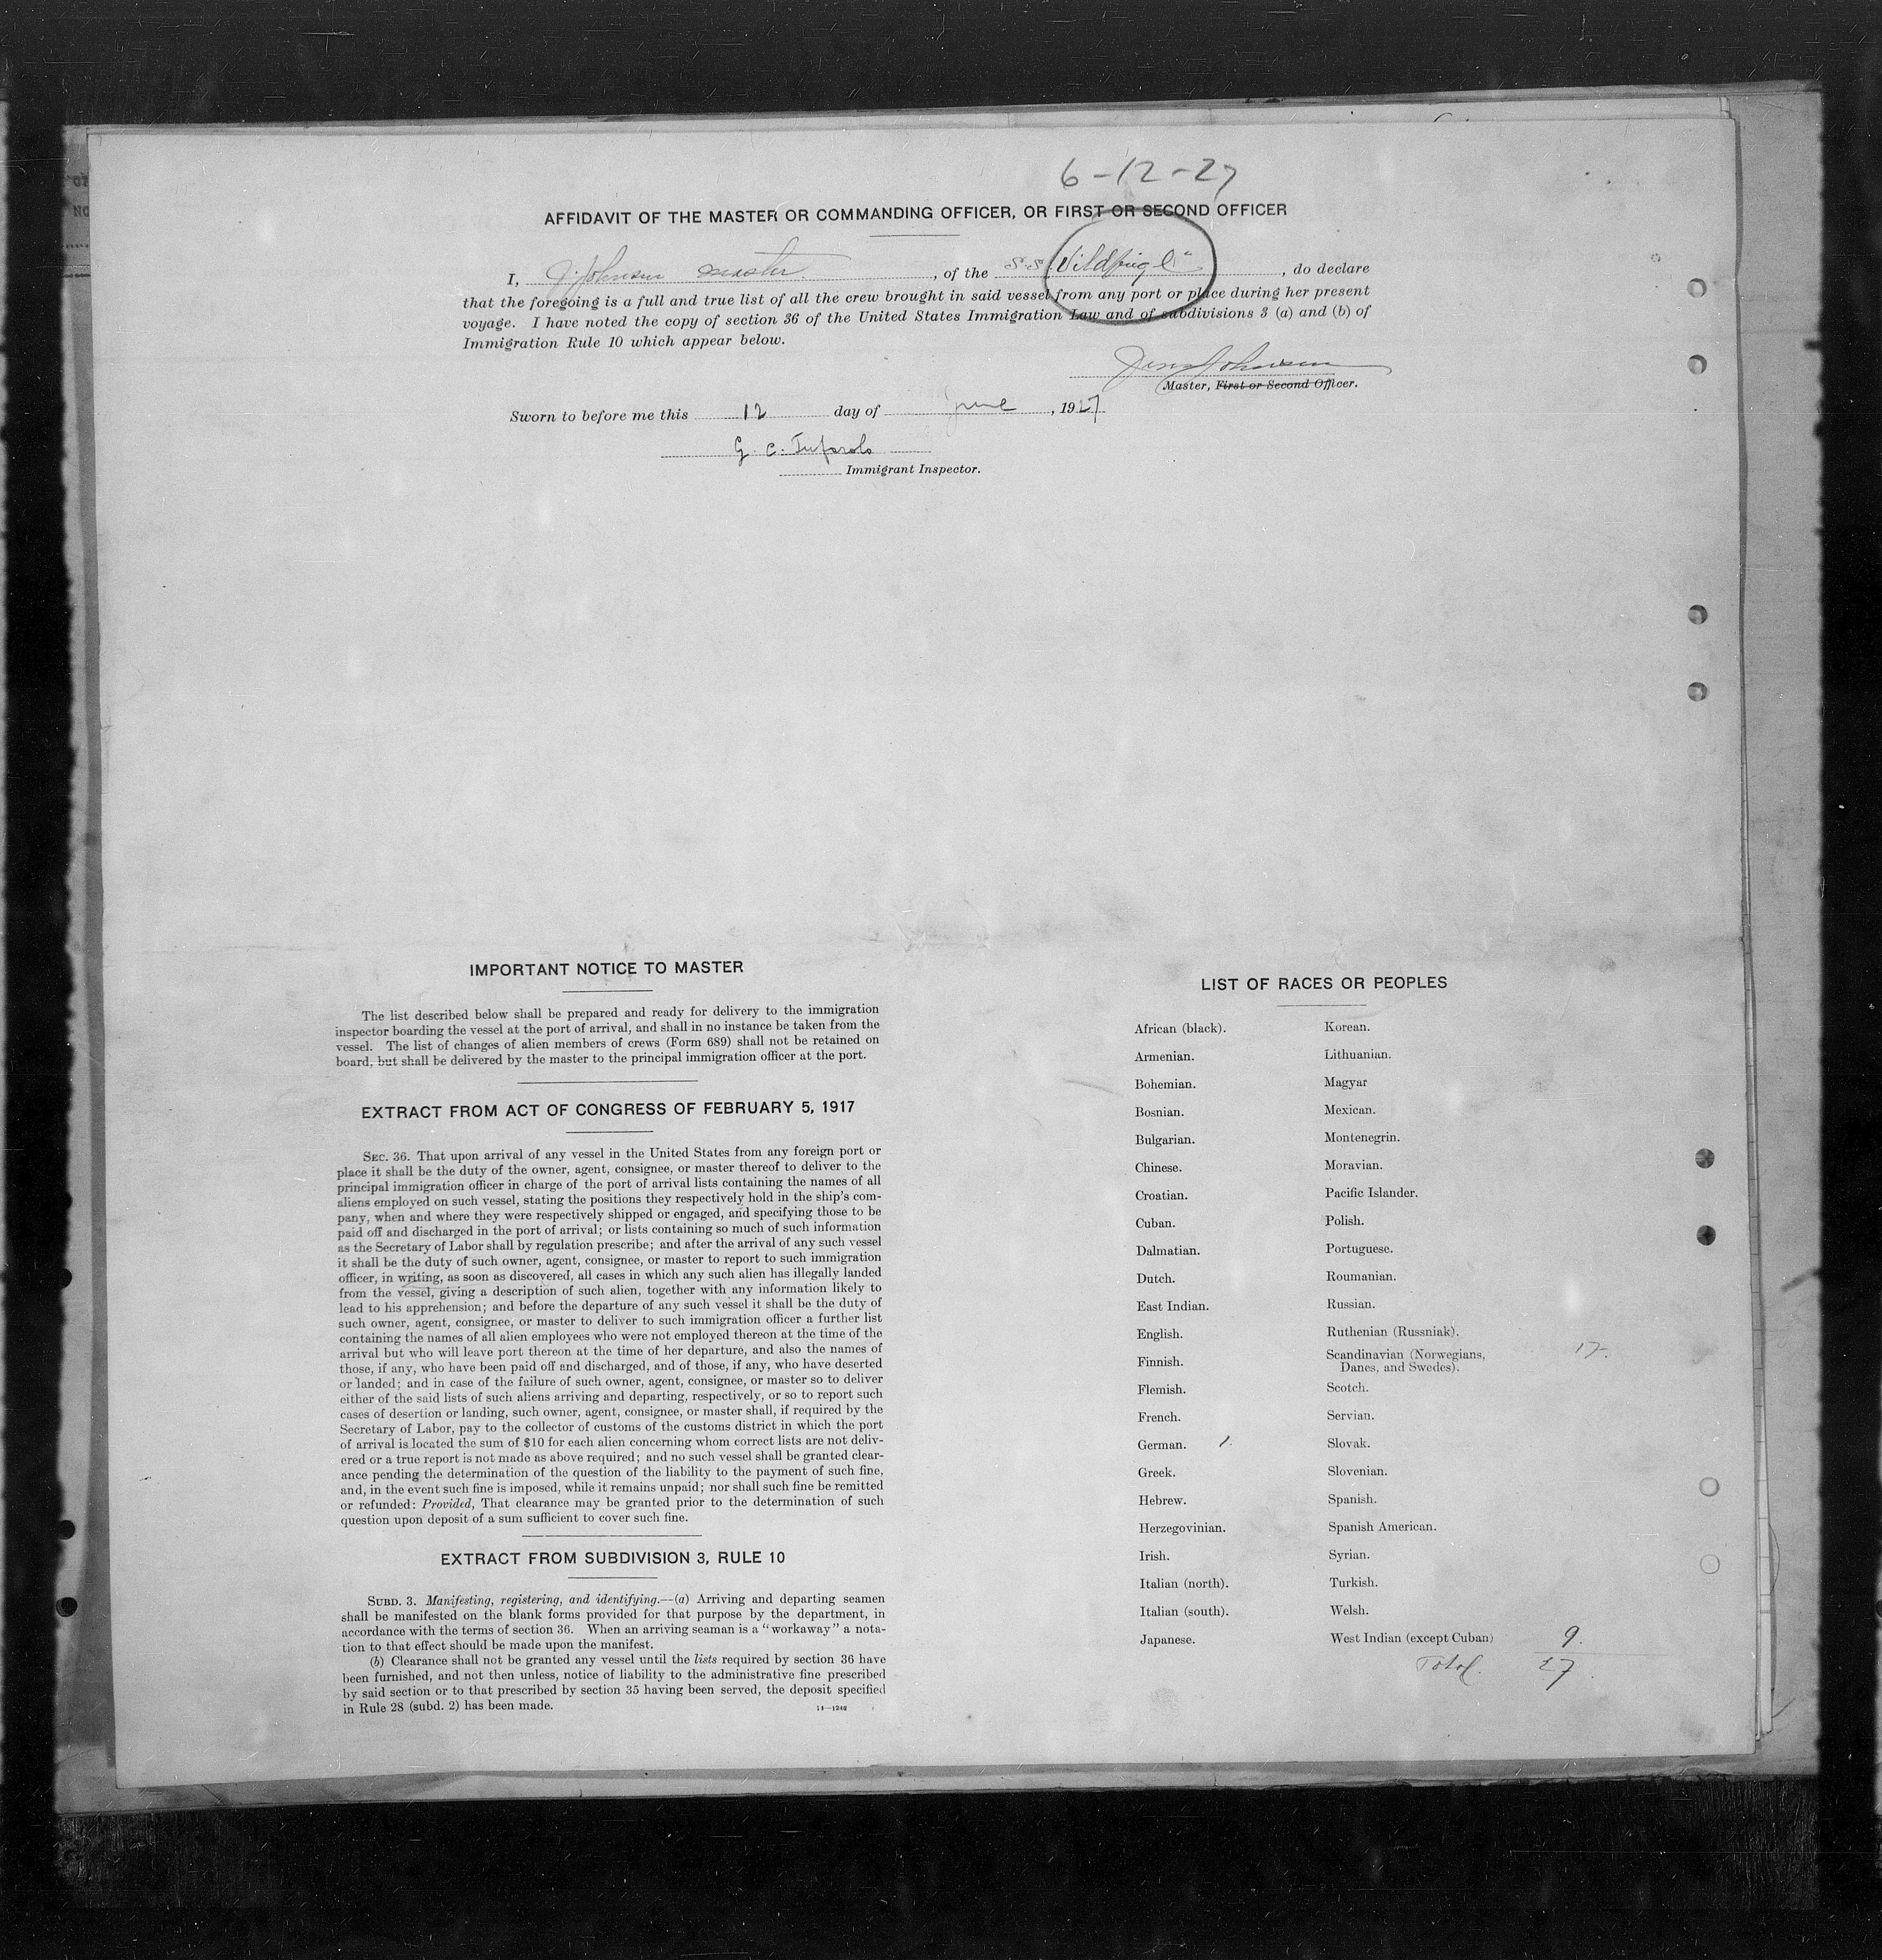 6-12-27
AFFIDAVIT OF THE MASTER OR COMMANDING OFFICER, OR FIRST OR SECOND OFFICER
I, J. Johnsen master, of the S.S. Vildfugl", do declare
that the foregoing is a full and true list of all the crew brought in said vessel from any port or place during her present
voyage. I have noted the copy of section 36 of the United States Immigration Law and of subdivisions 3 (a) and (b) of
Immigration Rule 10 which appear below.
Johnsen
Master, First or Second Officer.
Sworn to before me this 12 day of June, 1927
G. C.
Immigrant Inspector.
IMPORTANT NOTICE TO MASTER
The list described below shall be prepared and ready for delivery to the immigration
inspector boarding the vessel at the port of arrival, and shall in no instance be taken from the
vessel. The list of changes of alien members of crews (Form 689) shall not be retained on
board, but shall be delivered by the master to the principal immigration officer at the port.
EXTRACT FROM ACT OF CONGRESS OF FEBRUARY 5, 1917
SEC. 36. That upon arrival of any vessel in the United States from any foreign port or
place it shall be the duty of the owner, agent, consignee, or master thereof to deliver to the
principal immigration officer in charge of the port of arrival lists containing the names of all
aliens employed on such vessel, stating the positions they respectively hold in the ship's com-
pany, when and where they were respectively shipped or engaged, and specifying those to be
paid off and discharged in the port of arrival; or lists containing so much of such information
as the Secretary of Labor shall by regulation prescribe; and after the arrival of any such vessel
it shall be the duty of such owner, agent, consignee, or master to report to such immigration
officer, in writing, as soon as discovered, all cases in which any such alien has illegally landed
from the vessel, giving a description of such alien, together with any information likely to
lead to his apprehension; and before the departure of any such vessel it shall be the duty of
such owner, agent, consignee, or master to deliver to such immigration officer a further list
containing the names of all alien employees who were not employed thereon at the time of the
arrival but who will leave port thereon at the time of her departure, and also the names of
those, if any, who have been paid off and discharged, and of those, if any, who have deserted
or landed; and in case of the failure of such owner, agent, consignee, or master so to deliver
either of the said lists of such aliens arriving and departing, respectively, or so to report such
cases of desertion or landing, such owner, agent, consignee, or master shall, if required by the
Secretary of Labor, pay to the collector of customs of the customs district in which the port
of arrival is located the sum of $10 for each alien concerning whom correct lists are not deliv-
ered or a true report is not made as above required; and no such vessel shall be granted clear-
ance pending the determination of the question of the liability to the payment of such fine,
and, in the event such fine is imposed, while it remains unpaid; nor shall such fine be remitted
or refunded: Provided, That clearance may be granted prior to the determination of such
question upon deposit of a sum sufficient to cover such fine.
EXTRACT FROM SUBDIVISION 3, RULE 10
SUBD. 3. Manifesting, registering, and identifying.—(a) Arriving and departing seamen
shall be manifested on the blank forms provided for that purpose by the department, in
accordance with the terms of section 36. When an arriving seaman is a "workaway" a nota-
tion to that effect should be made upon the manifest.
(b) Clearance shall not be granted any vessel until the lists required by section 36 have
been furnished, and not then unless, notice of liability to the administrative fine prescribed
by said section or to that prescribed by section 35 having been served, the deposit specified
in Rule 28 (subd. 2) has been made.
14—1240
LIST OF RACES OR PEOPLES
African (black).
Armenian.
Bohemian.
Bosnian.
Bulgarian.
Chinese.
Croatian.
Cuban.
Dalmatian.
Dutch.
East Indian.
English.
Finnish.
Flemish.
French.
German. 1.
Greek.
Hebrew.
Herzegovinian.
Irish.
Italian (north).
Italian (south).
Japanese.
Korean.
Lithuanian.
Magyar
Mexican.
Montenegrin.
Moravian.
Pacific Islander.
Polish.
Portuguese.
Roumanian.
Russian.
Ruthenian (Russniak).
Scandinavian (Norwegians, 17.
Danes, and Swedes).
Scotch.
Servian.
Slovak.
Slovenian.
Spanish.
Spanish American.
Syrian.
Turkish.
Welsh.
West Indian (except Cuban) 9.
Total. 27.